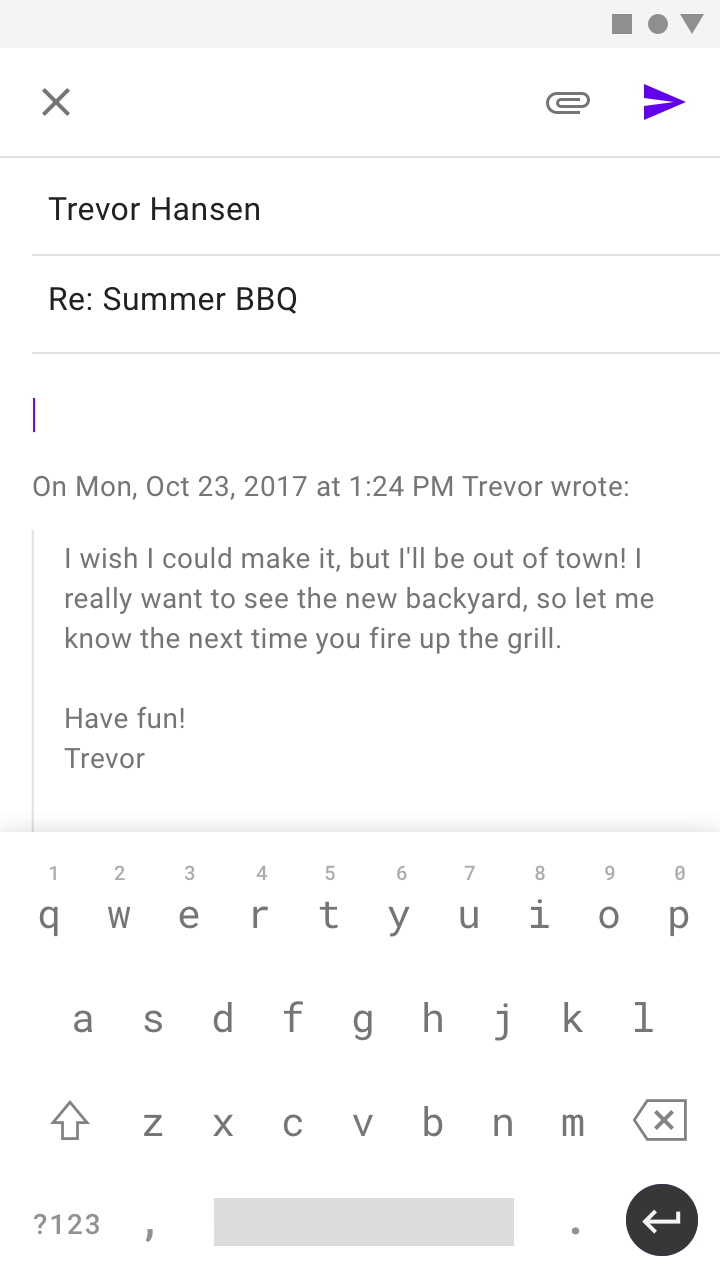 Trevor Hansen
Re: Summer BBQ
On Mon, Oct 23, 2017 at 1:24 PM Trevor wrote:
I wish I could make it, but I'll be out of town! I
really want to see the new backyard, so let me
know the next time you fire up the grill.
Have fun!
Trevor
1 2 3 4 5 6 7 8 9 0
q w e r t y u i o p
a s d f g h j k l
z x c v b n m
?123 , .